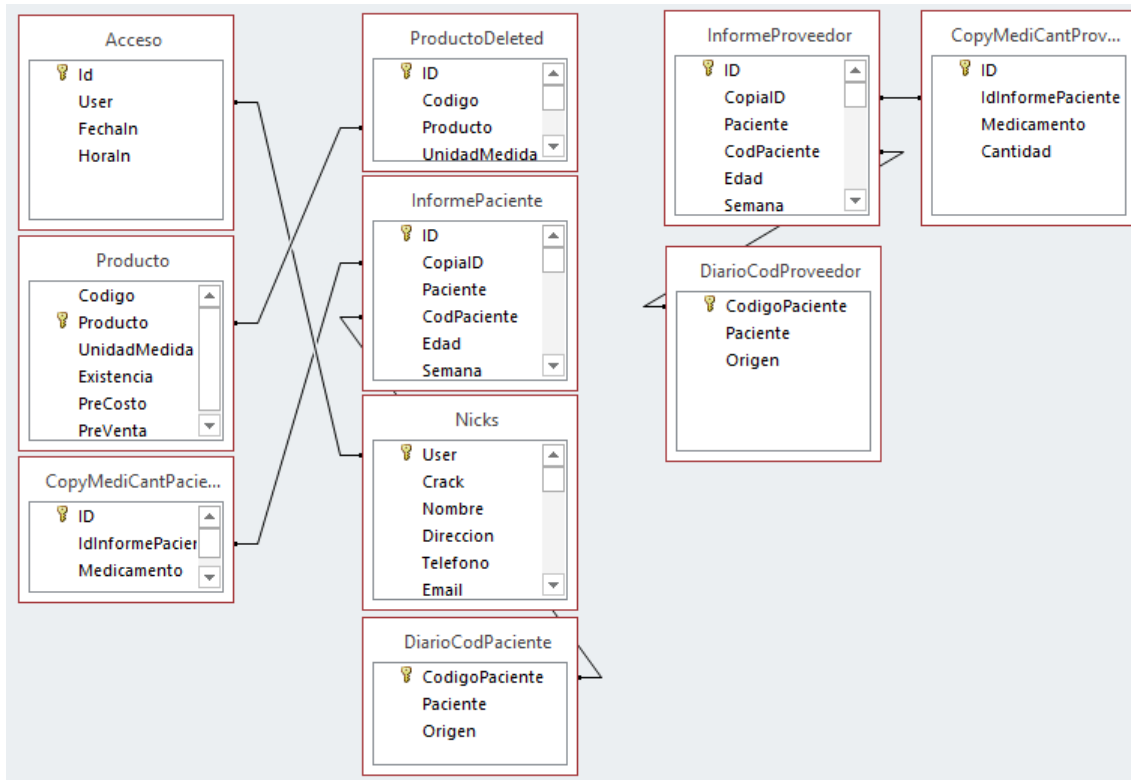 Acceso
Id
User
FechaIn
HoraIn
Producto
Codigo
Producto
UnidadMedida
Existencia
PreCosto
PreVenta
CopyMediCantPacie...
ID
IdInformePacier
Medicamento
ProductoDeleted
ID
Codigo
Producto
UnidadMedida
InformePaciente
ID
CopialD
Paciente
CodPaciente
Edad
Semana
Nicks
User
Crack
Nombre
Direccion
Telefono
Email
DiarioCodPaciente
CodigoPaciente
Paciente
Origen
InformeProveedor
ID
CopiaID
Paciente
CodPaciente
Edad
Semana
DiarioCodProveedor
CodigoPaciente
Paciente
Origen
CopyMediCantProv...
ID
IdInformePaciente
Medicamento
Cantidad